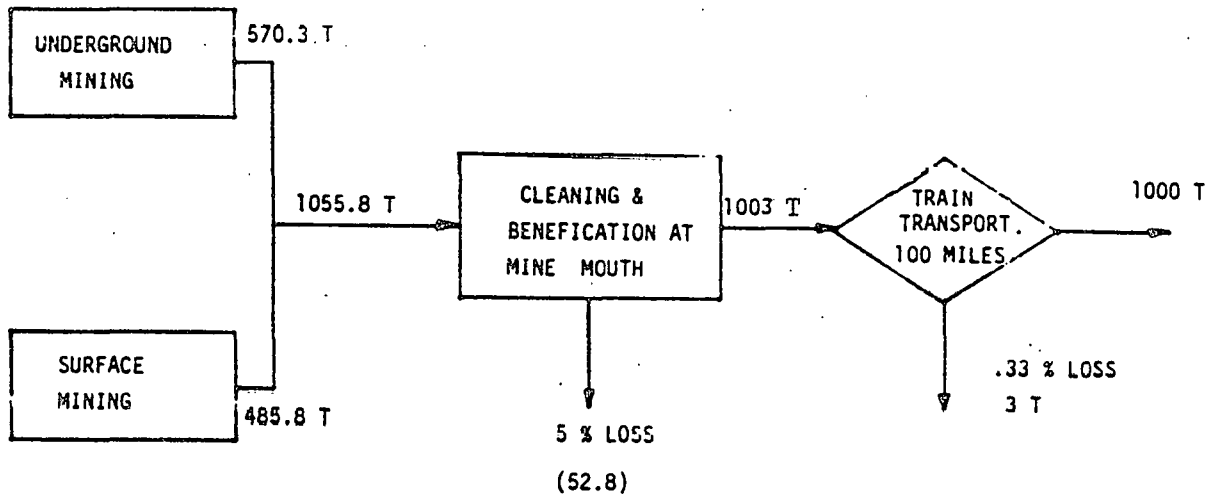 UNDERGROUND
MINING
570.3 T
1055.8 T
SURFACE
MINING
485.8 T
CLEANING &
BENEFICATION AT
MINE MOUTH
5 % LOSS
(52.8)
1003 T
TRAIN
TRANSPORT.
100 MILES
.33 % LOSS
3 T
1000 T